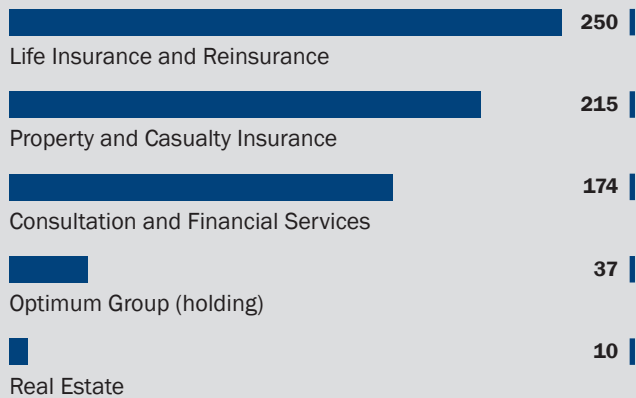 250
Life Insurance and Reinsurance
215
Property and Casualty Insurance
174
Consultation and Financial Services
37
Optimum Group (holding)
10
Real Estate